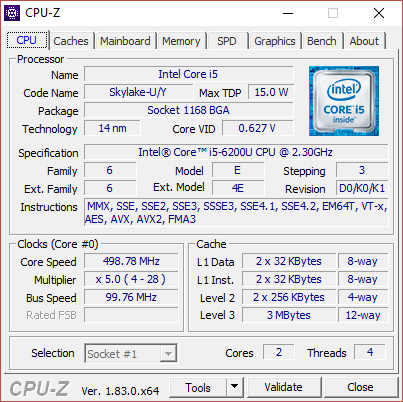 CPU-Z
CPU Caches Mainboard Memory SPD Graphics Bench About
Processor
Name Intel Core i5
Code Name Skylake-U/Y Max TDP 15.0 W
Package Socket 1168 BGA
Technology 14 nm Core VID 0.627 V
intel
CORE i5
inside™
Specification Intel® Core™ i5-6200U CPU @ 2.30GHz
Family 6 Model E Stepping 3
Ext. Family 6 Ext. Model 4E Revision D0/K0/K1
Instructions MMX, SSE, SSE2, SSE3, SSSE3, SSE4.1, SSE4.2, EM64T, VT-x,
AES, AVX, AVX2, FMA3
Clocks (Core #0)
Core Speed 498.78 MHz
Multiplier x 5.0 ( 4 - 28 )
Bus Speed 99.76 MHz
Rated FSB
Cache
L1 Data 2 x 32 KBytes 8-way
L1 Inst. 2 x 32 KBytes 8-way
Level 2 2 x 256 KBytes 4-way
Level 3 3 MBytes 12-way
Selection Socket #1 Cores 2 Threads 4
CPU-Z Ver. 1.83.0.x64 Tools Validate Close